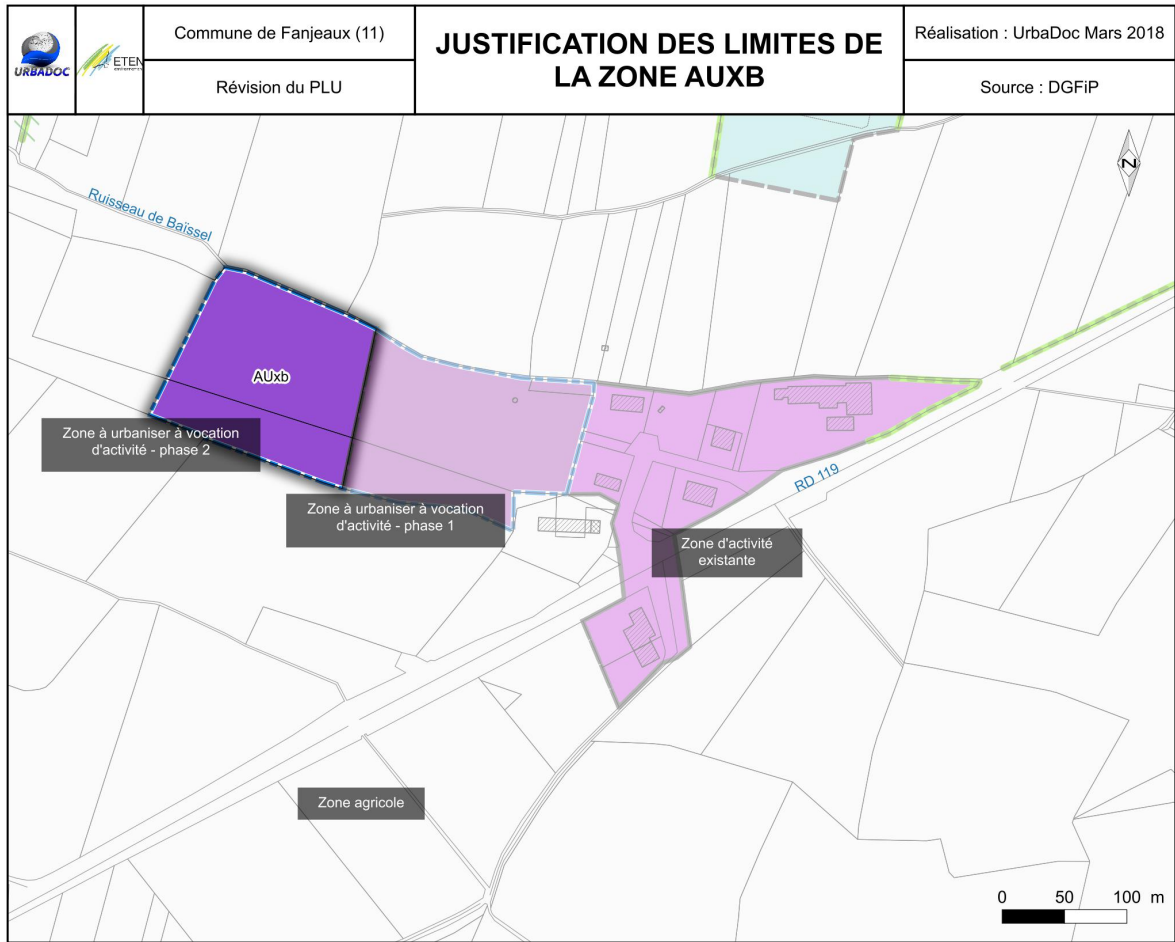 URBADOC
ETEN
environnement
Commune de Fanjeaux (11)
Révision du PLU
JUSTIFICATION DES LIMITES DE
LA ZONE AUXB
Réalisation : UrbaDoc Mars 2018
Source : DGFiP
N
Ruisseau de Baïssel
AUxb
Zone à urbaniser à vocation
d'activité - phase 2
Zone à urbaniser à vocation
d'activité - phase 1
RD 119
Zone d'activité
existante
Zone agricole
0 50 100 m